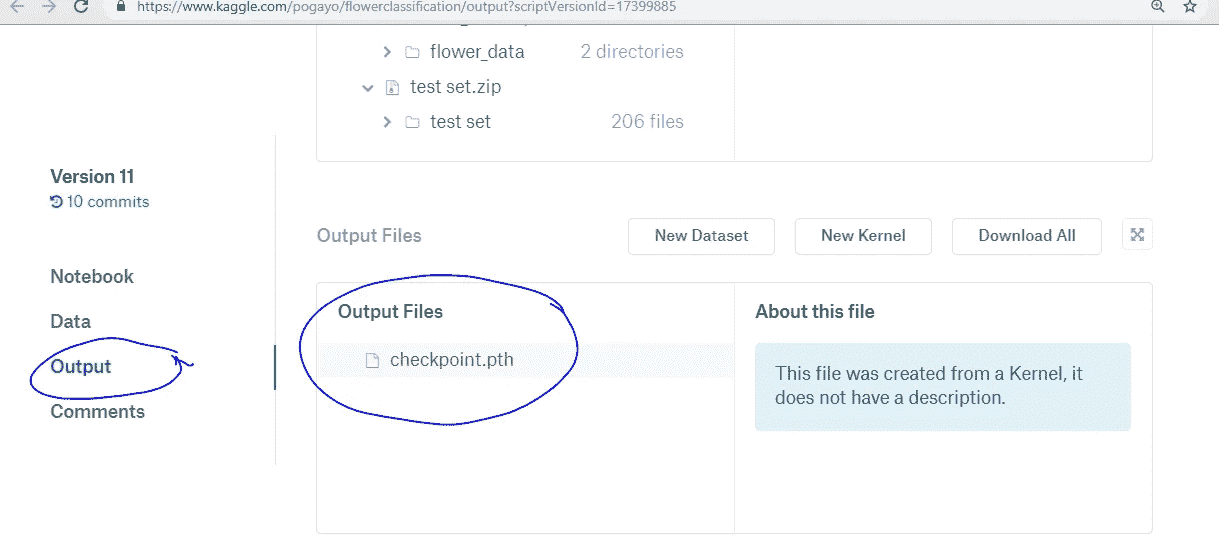 https://www.kaggle.com/pogayo/flowerclassification/output?scriptVersionId=17399885
flower_data 2 directories
test set.zip
test set 206 files
Version 11
10 commits
Notebook
Data
Output
Comments
Output Files New Dataset New Kernel Download All
Output Files
checkpoint.pth
About this file
This file was created from a Kernel, it
does not have a description.